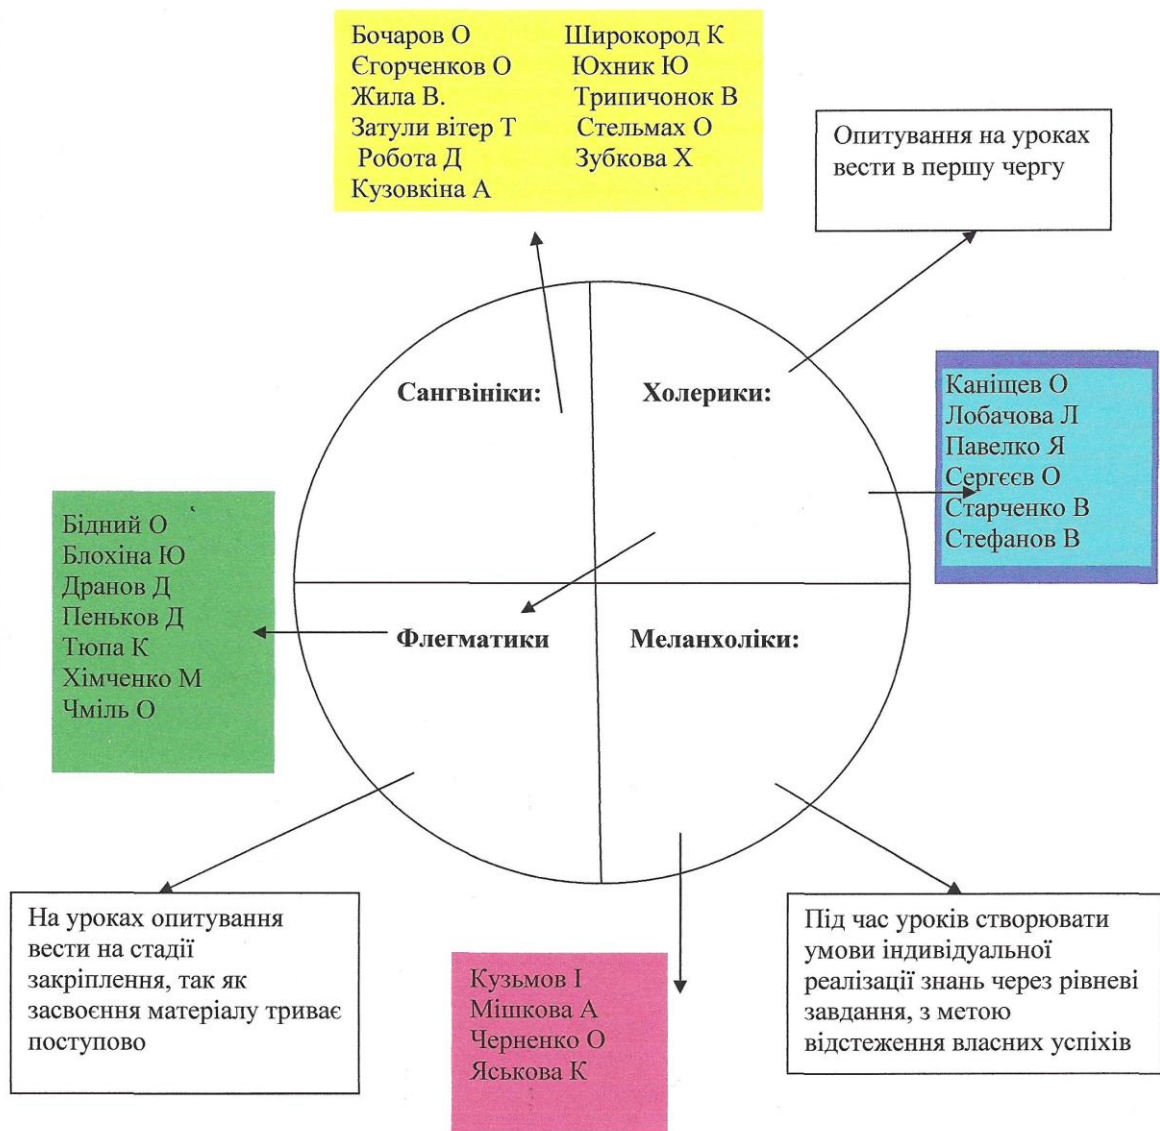 Бочаров О Широкород К
Єгорченков О Юхник Ю
Жила В. Трипичонок В
Затули вітер Т Стельмах О
Робота Д Зубкова Х
Кузовкіна А
Опитування на уроках
вести в першу чергу
Сангвініки:
Холерики:
Каніщев О
Лобачова Л
Павелко Я
Сергєєв О
Старченко В
Стефанов В
Бідний О
Блохіна Ю
Дранов Д
Пеньков Д
Тюпа К
Хімченко М
Чміль О
Флегматики
Меланхоліки:
На уроках опитування
вести на стадії
закріплення, так як
засвоєння матеріалу триває
поступово
Кузьмов І
Мішкова А
Черненко О
Яськова К
Під час уроків створювати
умови індивідуальної
реалізації знань через рівневі
завдання, з метою
відстеження власних успіхів